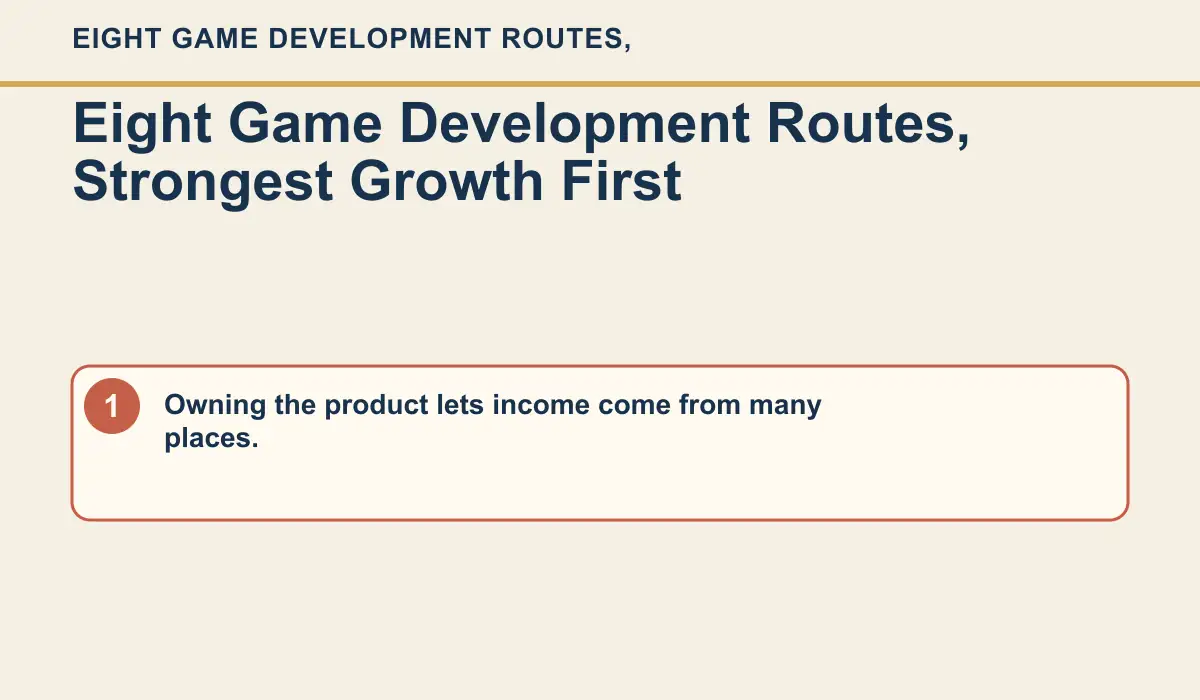 EIGHT GAME DEVELOPMENT ROUTES,
Eight Game Development Routes,
Strongest Growth First
1
Owning the product lets income come from many
places.